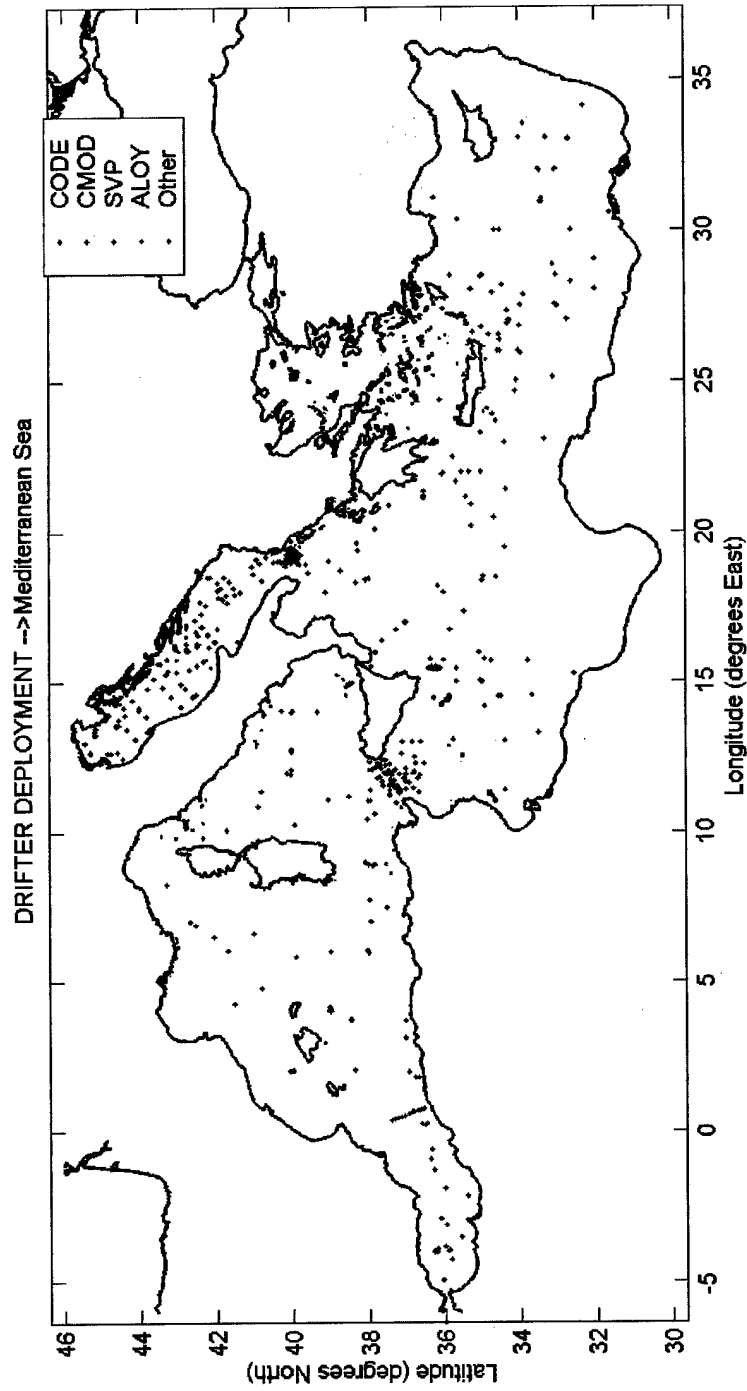 DRIFTER DEPLOYMENT -->Mediterranean Sea
CODE
CMOD
SVP
ALOY
Other
46
44
42
40
38
36
34
32
30
Latitude (degrees North)
-5
0
5
10
15
20
25
30
35
Longitude (degrees East)